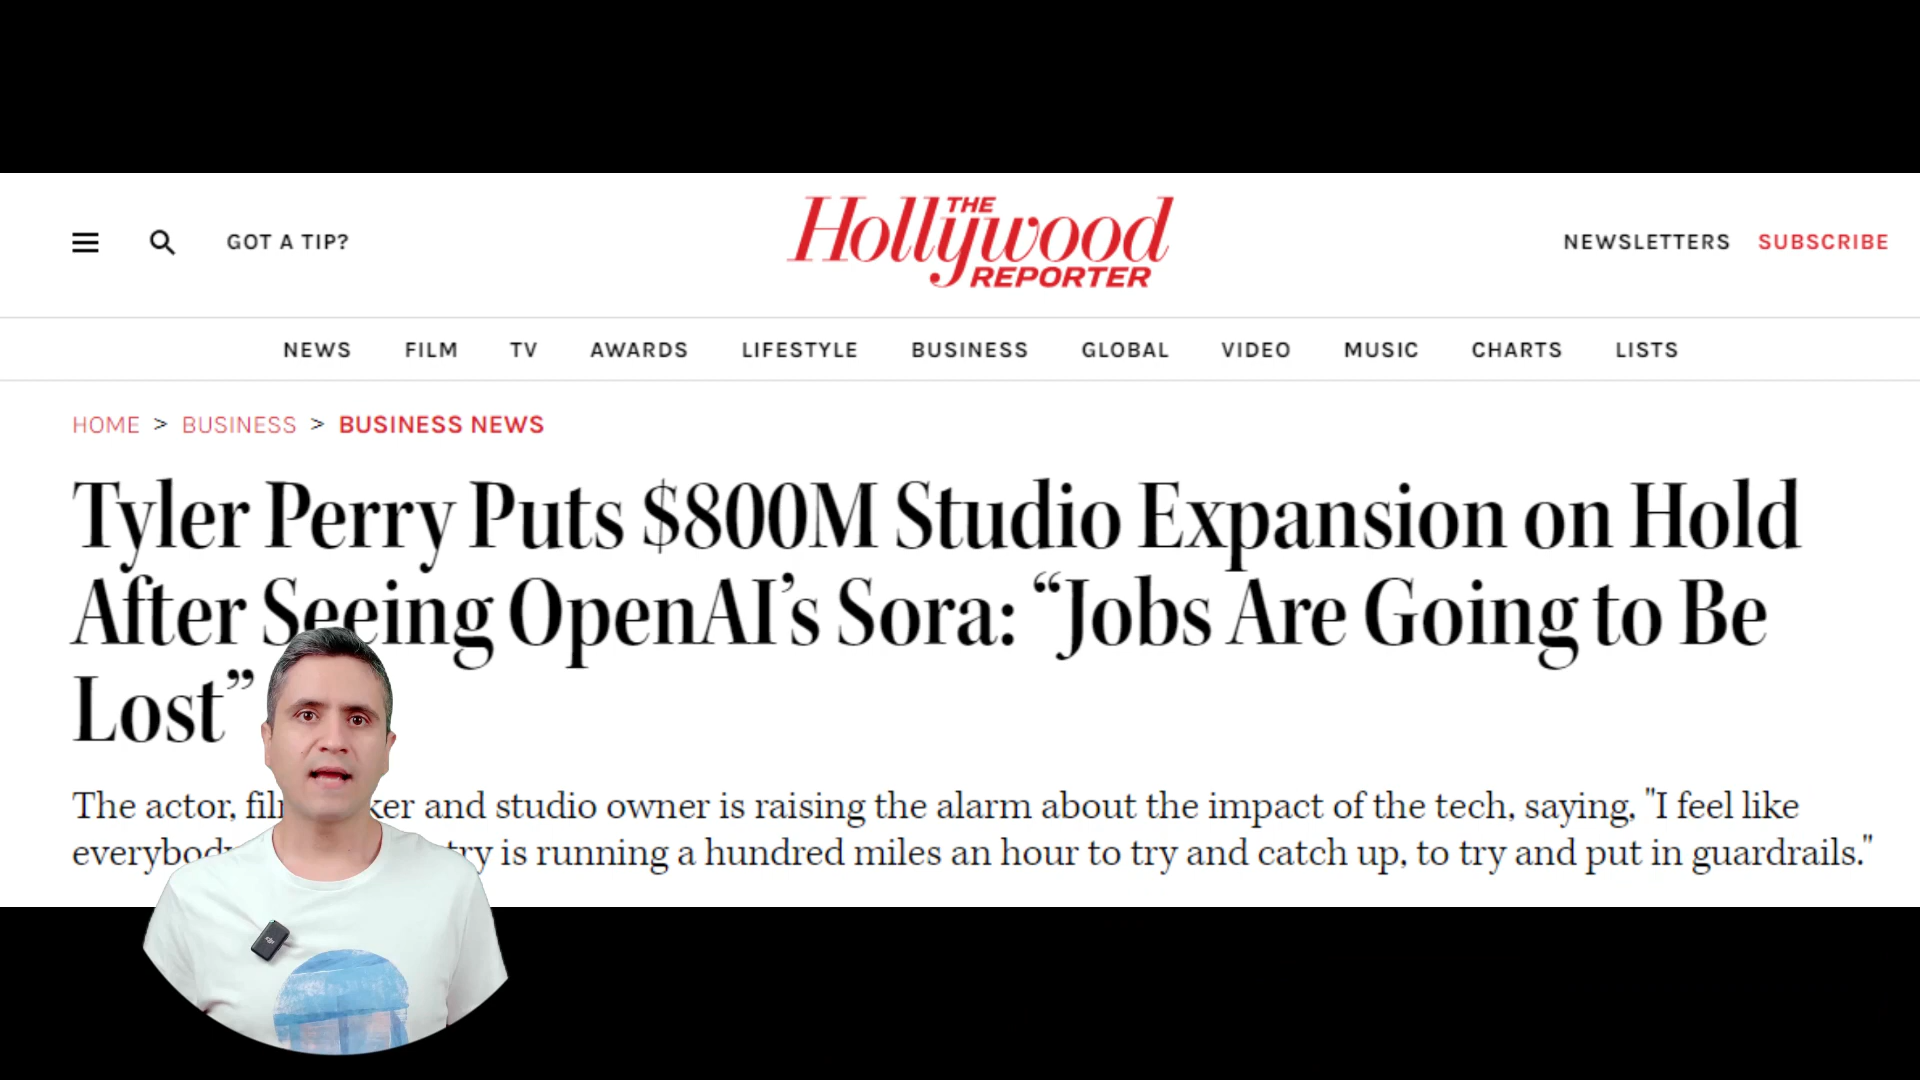 GOT A TIP?
THE
Hollywood
REPORTER
NEWSLETTERS SUBSCRIBE
NEWS FILM TV AWARDS LIFESTYLE BUSINESS GLOBAL VIDEO MUSIC CHARTS LISTS
HOME > BUSINESS > BUSINESS NEWS
Tyler Perry Puts $800M Studio Expansion on Hold
After Seeing OpenAI’s Sora: “Jobs Are Going to Be
Lost”
The actor, and studio owner is raising the alarm about the impact of the tech, saying, "I feel like
is running a hundred miles an hour to try and catch up, to try and put in guardrails."